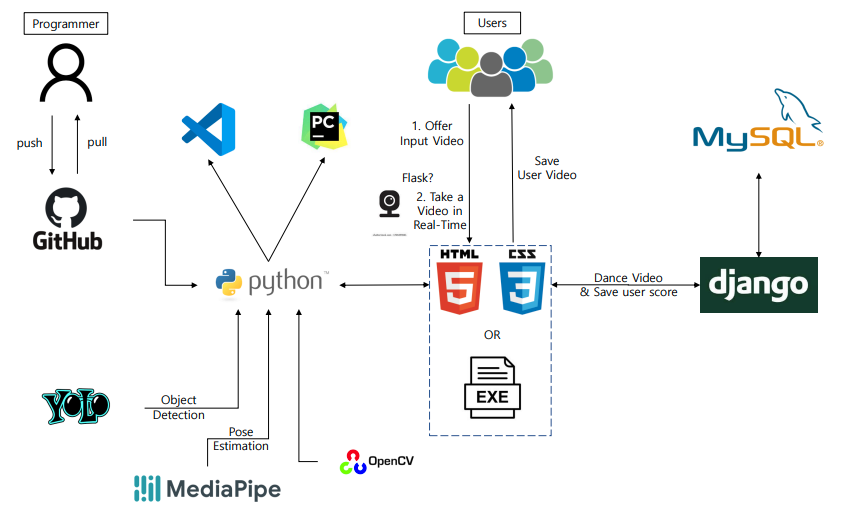 Programmer
Users
push
pull
PC
1. Offer
Input Video
Save
User Video
MySQL®
Flask?
2. Take a
Video in
Real-Time
GitHub
python™
HTML
5
CSS
3
Dance Video
& Save user score
django
OR
EXE
YOLO
Object
Detection
Pose
Estimation
OpenCV
MediaPipe